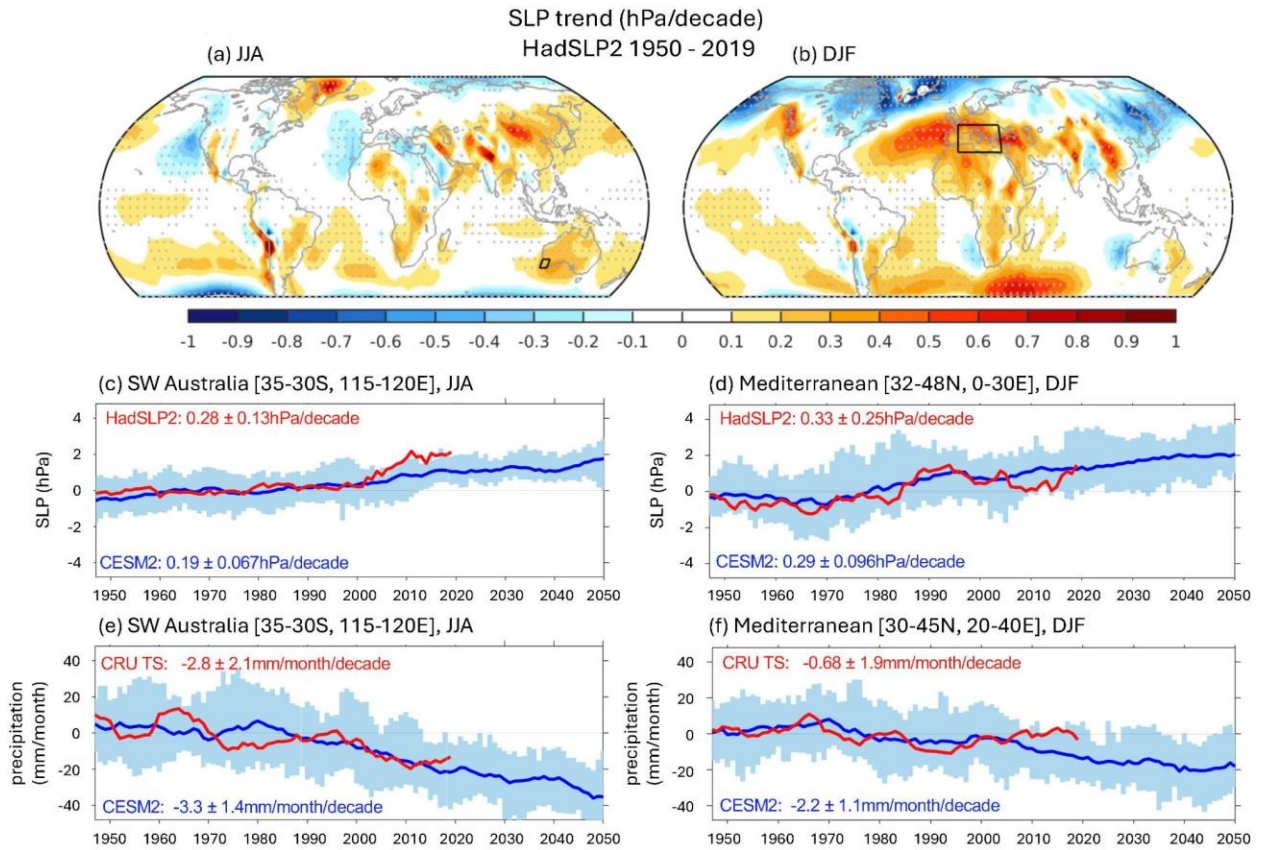 SLP trend (hPa/decade)
HadSLP2 1950 - 2019
(a) JJA
(b) DJF
-1 -0.9 -0.8 -0.7 -0.6 -0.5 -0.4 -0.3 -0.2 -0.1 0 0.1 0.2 0.3 0.4 0.5 0.6 0.7 0.8 0.9 1
(c) SW Australia [35-30S, 115-120E], JJA
HadSLP2: 0.28 ± 0.13hPa/decade
SLP (hPa)
4
2
0
-2
-4
CESM2: 0.19 ± 0.067hPa/decade
1950 1960 1970 1980 1990 2000 2010 2020 2030 2040 2050
(d) Mediterranean [32-48N, 0-30E], DJF
HadSLP2: 0.33 ± 0.25hPa/decade
SLP (hPa)
4
2
0
-2
-4
CESM2: 0.29 ± 0.096hPa/decade
1950 1960 1970 1980 1990 2000 2010 2020 2030 2040 2050
(e) SW Australia [35-30S, 115-120E], JJA
CRU TS: -2.8 ± 2.1mm/month/decade
precipitation
(mm/month)
40
20
0
-20
-40
CESM2: -3.3 ± 1.4mm/month/decade
1950 1960 1970 1980 1990 2000 2010 2020 2030 2040 2050
(f) Mediterranean [30-45N, 20-40E], DJF
CRU TS: -0.68 ± 1.9mm/month/decade
precipitation
(mm/month)
40
20
0
-20
-40
CESM2: -2.2 ± 1.1mm/month/decade
1950 1960 1970 1980 1990 2000 2010 2020 2030 2040 2050